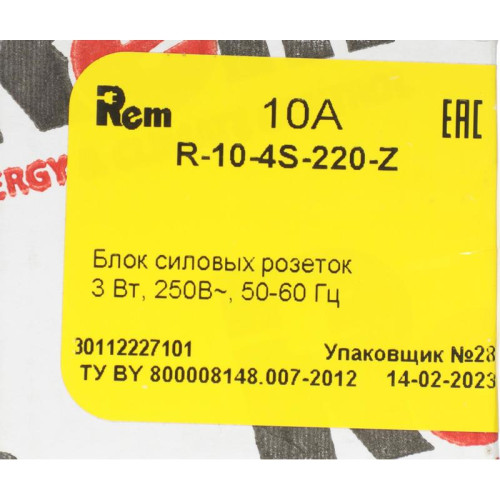 Rem 10A EAC
R-10-4S-220-Z
ERGY
Блок силовых розеток
3 Вт, 250В~, 50-60 Гц
30112227101 Упаковщик №28
ТУ BY 800008148.007-2012 14-02-2023